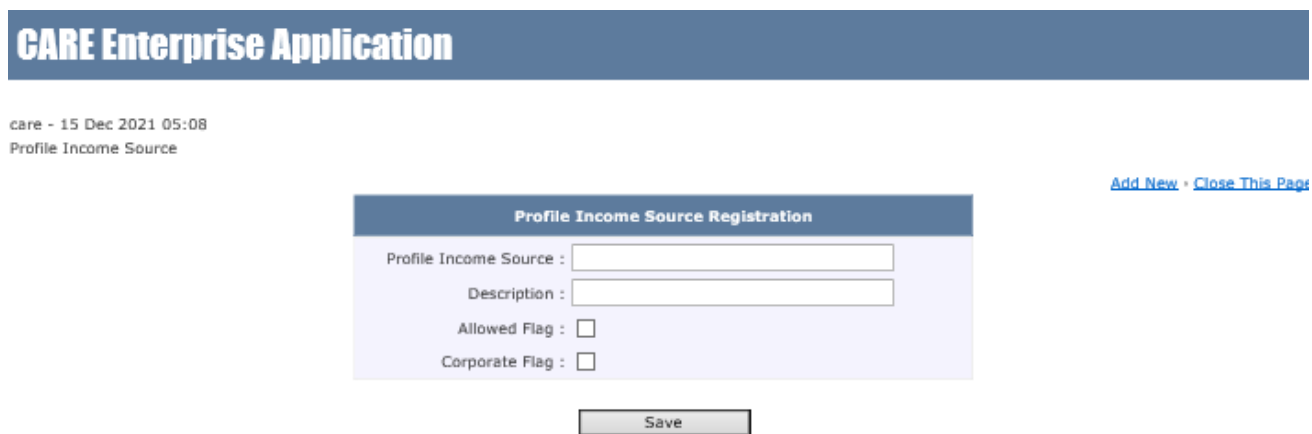 CARE Enterprise Application
care - 15 Dec 2021 05:08
Profile Income Source
Add New • Close This Page
Profile Income Source Registration
Profile Income Source :
Description :
Allowed Flag :
Corporate Flag :
Save